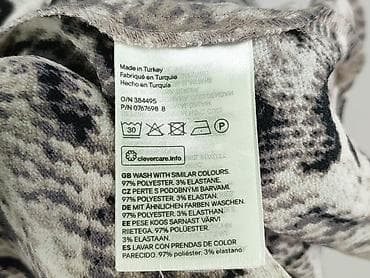 Made in Turkey
Fabriqué en Turquie
Hecho en Turquía
O/N 384495
P/N 0767698 8
30
clevercare.info
GB WASH WITH SIMILAR COLOURS.
97% POLYESTER. 3% ELASTANE.
CZ PERTE S PODOBNÝMI BARVAMI.
97% POLYESTER. 3% ELASTAN.
DE MIT ÄHNLICHEN FARBEN WASCHEN.
97% POLYESTER. 3% ELASTHAN.
EE PESE KOOS SARNAST VÄRVI
RIIETEGA. 97% POLÜESTER.
3% ELASTAAN.
ES LAVAR CON PRENDAS DE COLOR
PARECIDO. 97% poliéster. 3% elastano.